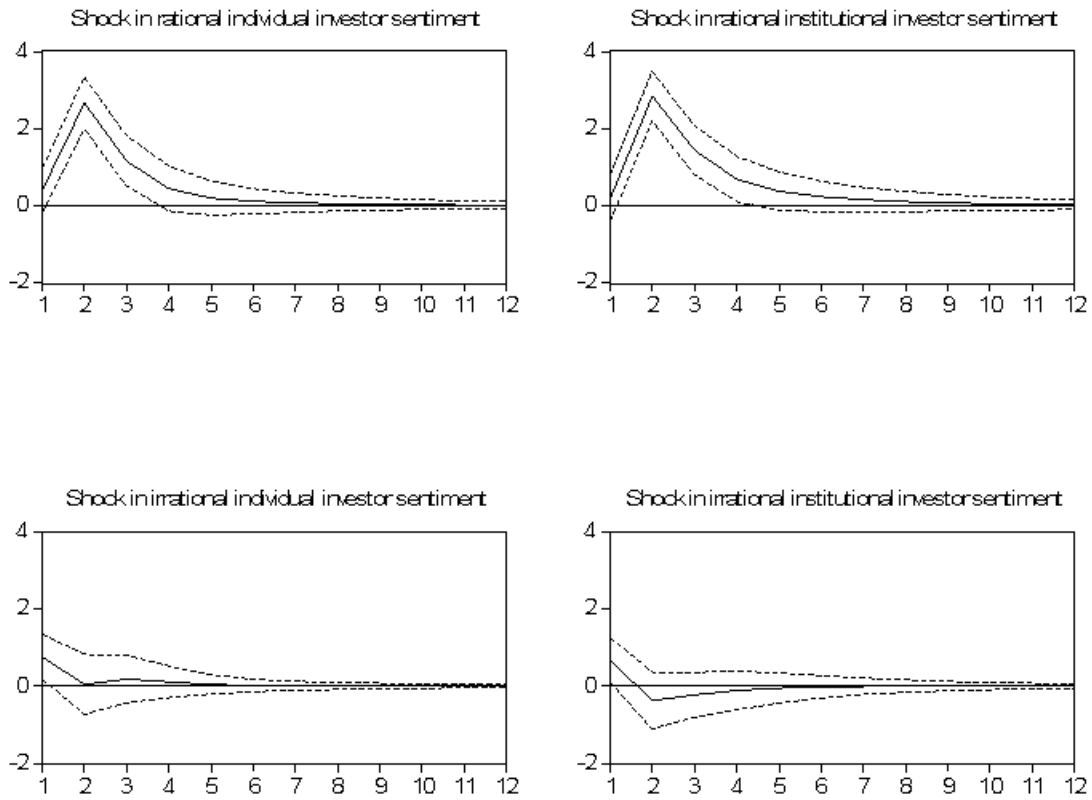 Shock in rational individual investor sentiment
4
2
0
-2
1 2 3 4 5 6 7 8 9 10 11 12
Shock in rational institutional investor sentiment
4
2
0
-2
1 2 3 4 5 6 7 8 9 10 11 12
Shock in irrational individual investor sentiment
4
2
0
-2
1 2 3 4 5 6 7 8 9 10 11 12
Shock in irrational institutional investor sentiment
4
2
0
-2
1 2 3 4 5 6 7 8 9 10 11 12